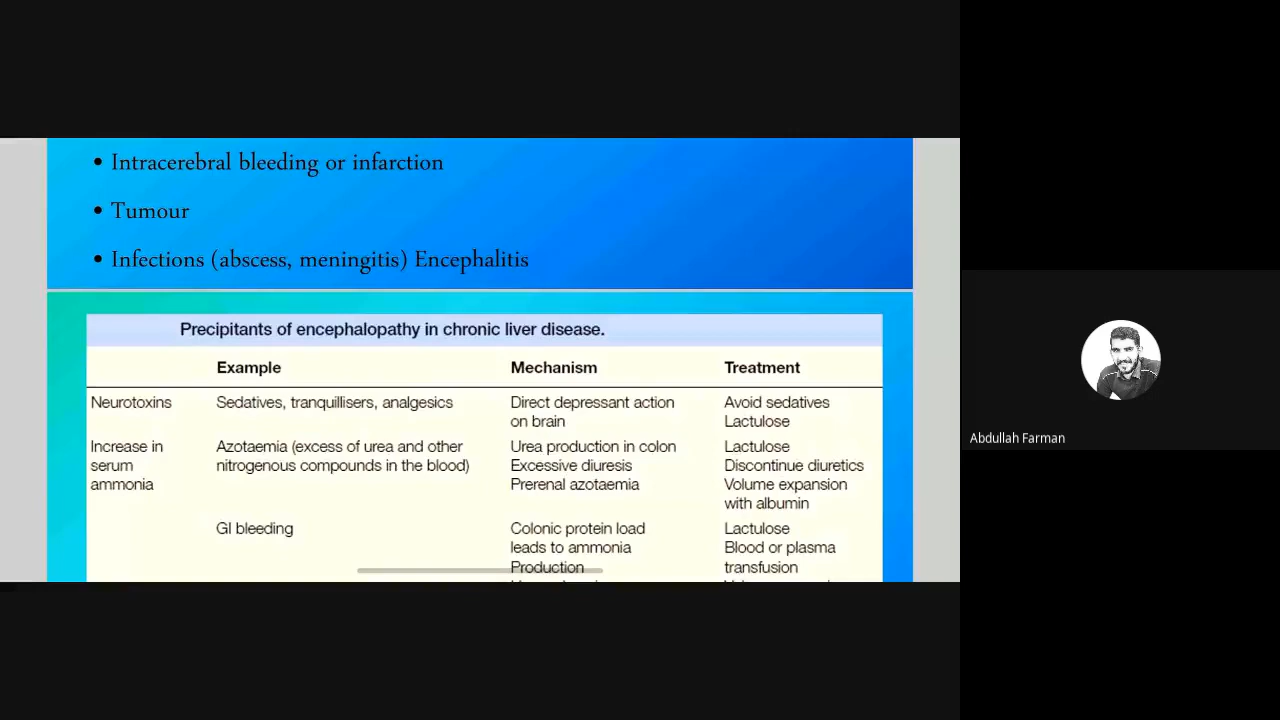 • Intracerebral bleeding or infarction
• Tumour
• Infections (abscess, meningitis) Encephalitis
Precipitants of encephalopathy in chronic liver disease.
Example Mechanism Treatment
Neurotoxins Sedatives, tranquillisers, analgesics Direct depressant action Avoid sedatives
on brain Lactulose
Increase in Azotaemia (excess of urea and other Urea production in colon Lactulose
serum nitrogenous compounds in the blood) Excessive diuresis Discontinue diuretics
ammonia Prerenal azotaemia Volume expansion
with albumin
GI bleeding Colonic protein load Lactulose
leads to ammonia Blood or plasma
Production transfusion
Abdullah Farman